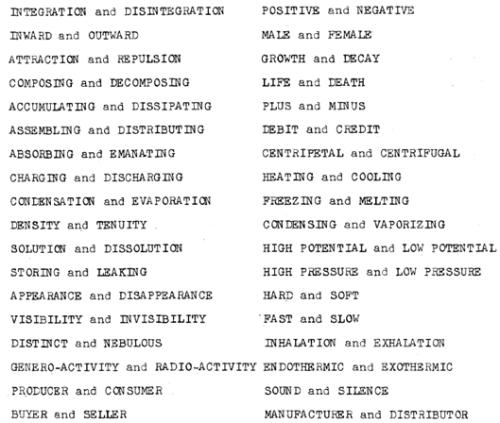 INTEGRATION and DISINTEGRATION
INWARD and OUTWARD
ATTRACTION and REPULSION
COMPOSING and DECOMPOSING
ACCUMULATING and DISSIPATING
ASSEMBLING and DISTRIBUTING
ABSORBING and EMANATING
CHARGING and DISCHARGING
CONDENSATION and EVAPORATION
DENSITY and TENUITY
SOLUTION and DISSOLUTION
STORING and LEAKING
APPEARANCE and DISAPPEARANCE
VISIBILITY and INVISIBILITY
DISTINCT and NEBULOUS
GENERO-ACTIVITY and RADIO-ACTIVITY
PRODUCER and CONSUMER
BUYER and SELLER
POSITIVE and NEGATIVE
MALE and FEMALE
GROWTH and DECAY
LIFE and DEATH
PLUS and MINUS
DEBIT and CREDIT
CENTRIPETAL and CENTRIFUGAL
HEATING and COOLING
FREEZING and MELTING
CONDENSING and VAPORIZING
HIGH POTENTIAL and LOW POTENTIAL
HIGH PRESSURE and LOW PRESSURE
HARD and SOFT
FAST and SLOW
INHALATION and EXHALATION
ENDOTHERMIC and EXOTHERMIC
SOUND and SILENCE
MANUFACTURER and DISTRIBUTOR